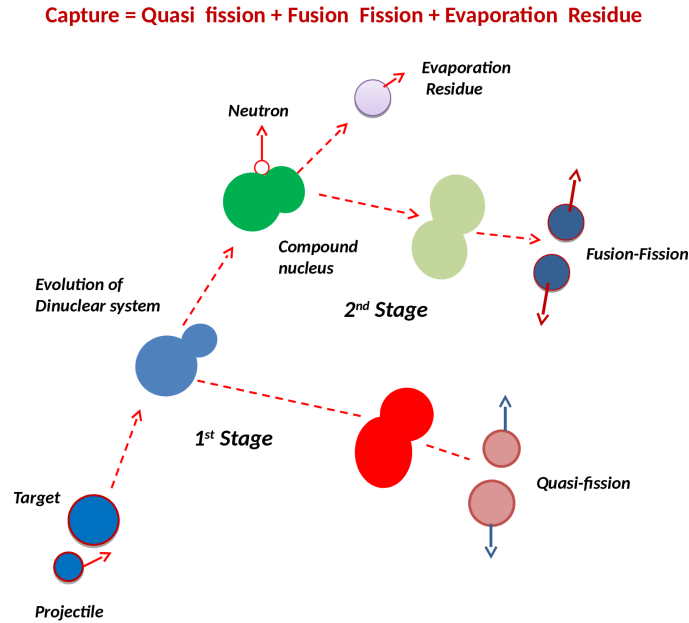 Capture = Quasi fission + Fusion Fission + Evaporation Residue
Evaporation
Residue
Neutron
Compound
nucleus
Fusion-Fission
Evolution of
Dinuclear system
2nd Stage
1st Stage
Quasi-fission
Target
Projectile